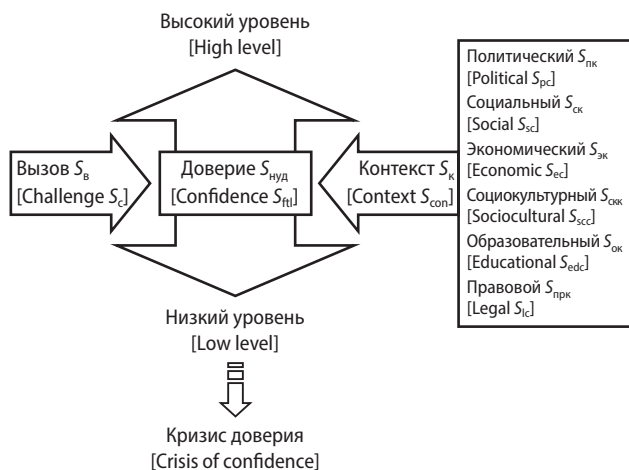 Высокий уровень
[High level]
Вызов Sв
[Challenge Sc]
Доверие Sнуд
[Confidence Sftl]
Контекст Sк
[Context Scon]
Политический Sпк
[Political Spc]
Социальный Sск
[Social Ssc]
Экономический Sэк
[Economic Sec]
Социокультурный Sскк
[Sociocultural Sscc]
Образовательный Sок
[Educational Sedc]
Правовой Sпрк
[Legal Slc]
Низкий уровень
[Low level]
Кризис доверия
[Crisis of confidence]